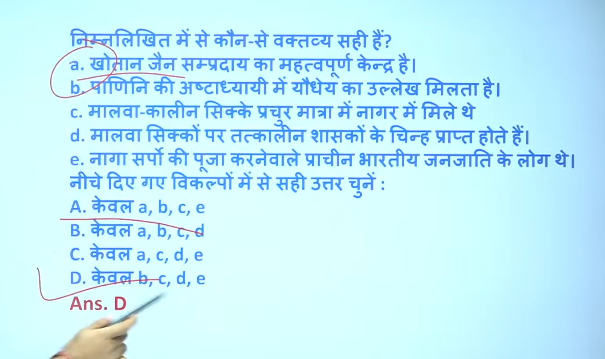 निम्नलिखित में से कौन-से वक्तव्य सही हैं?
a. खोतान जैन सम्प्रदाय का महत्वपूर्ण केन्द्र है।
b. पाणिनि की अष्टाध्यायी में यौधेय का उल्लेख मिलता है।
c. मालवा-कालीन सिक्के प्रचुर मात्रा में नागर में मिले थे
d. मालवा सिक्कों पर तत्कालीन शासकों के चिन्ह प्राप्त होते हैं।
e. नागा सर्पो की पूजा करनेवाले प्राचीन भारतीय जनजाति के लोग थे।
नीचे दिए गए विकल्पों में से सही उत्तर चुनें :
A. केवल a, b, c, e
B. केवल a, b, c, d
C. केवल a, c, d, e
D. केवल b, c, d, e
Ans. D